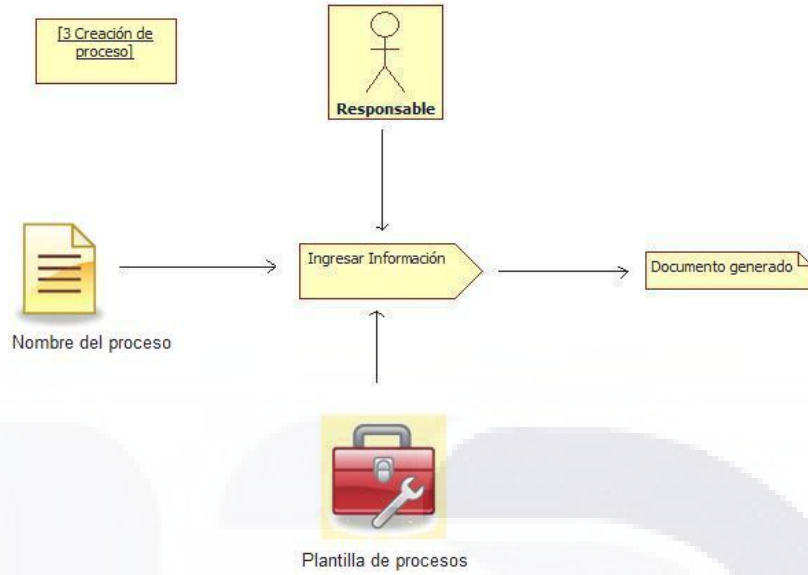 [3 Creación de
proceso]
Responsable
Ingresar Información
Documento generado
Nombre del proceso
Plantilla de procesos